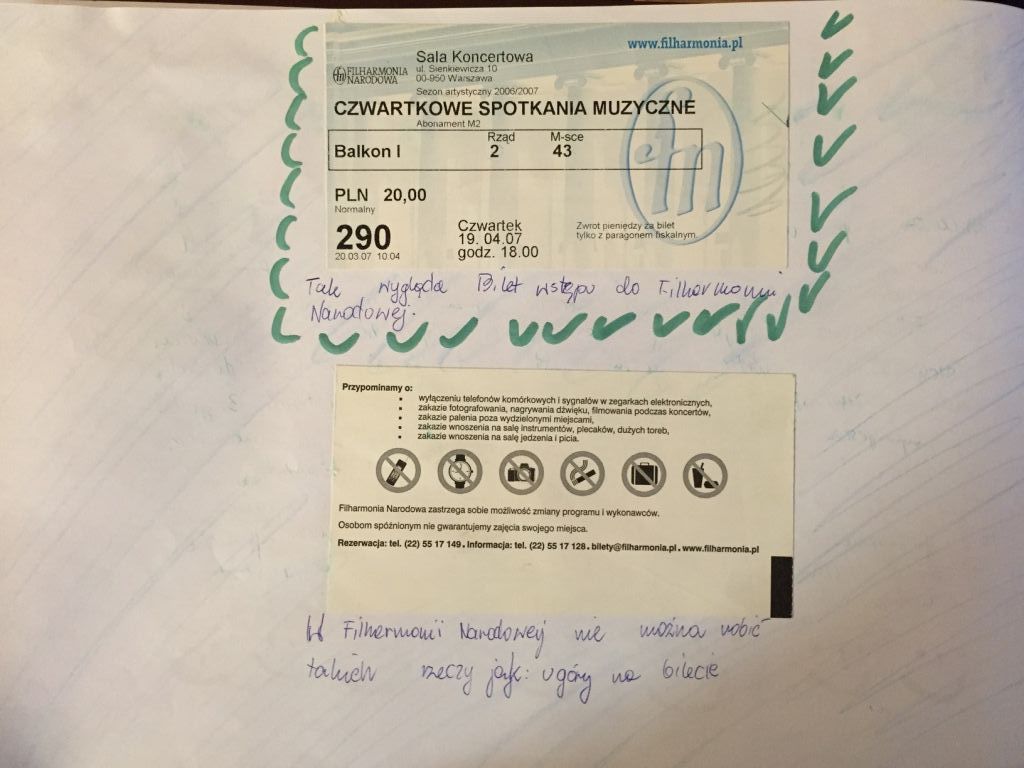 www.filharmonia.pl
Sala Koncertowa
FILHARMONIA
NARODOWA
ul. Sienkiewicza 10
00-950 Warszawa
Sezon artystyczny 2006/2007
CZWARTKOWE SPOTKANIA MUZYCZNE
Abonament M2
Rząd M-sce
Balkon I 2 43
PLN 20,00
Normalny
290
20.03.07 10:04
Czwartek
19. 04.07
godz. 18.00
Zwrot pieniędzy za bilet
tylko z paragonem fiskalnym.
Tak wygląda Bilet wstępu do Filharmonii
Narodowej.
Przypominamy o:
▪ wyłączeniu telefonów komórkowych i sygnałów w zegarkach elektronicznych,
▪ zakazie fotografowania, nagrywania dźwięku, filmowania podczas koncertów,
▪ zakazie palenia poza wydzielonymi miejscami,
▪ zakazie wnoszenia na salę instrumentów, plecaków, dużych toreb,
▪ zakazie wnoszenia na salę jedzenia i picia.
Filharmonia Narodowa zastrzega sobie możliwość zmiany programu i wykonawców.
Osobom spóźnionym nie gwarantujemy zajęcia swojego miejsca.
Rezerwacja: tel. (22) 55 17 149. Informacja: tel. (22) 55 17 128. bilety@filharmonia.pl. www.filharmonia.pl
W Filharmonii Narodowej nie można robić
takich rzeczy jak: ugóry na bilecie